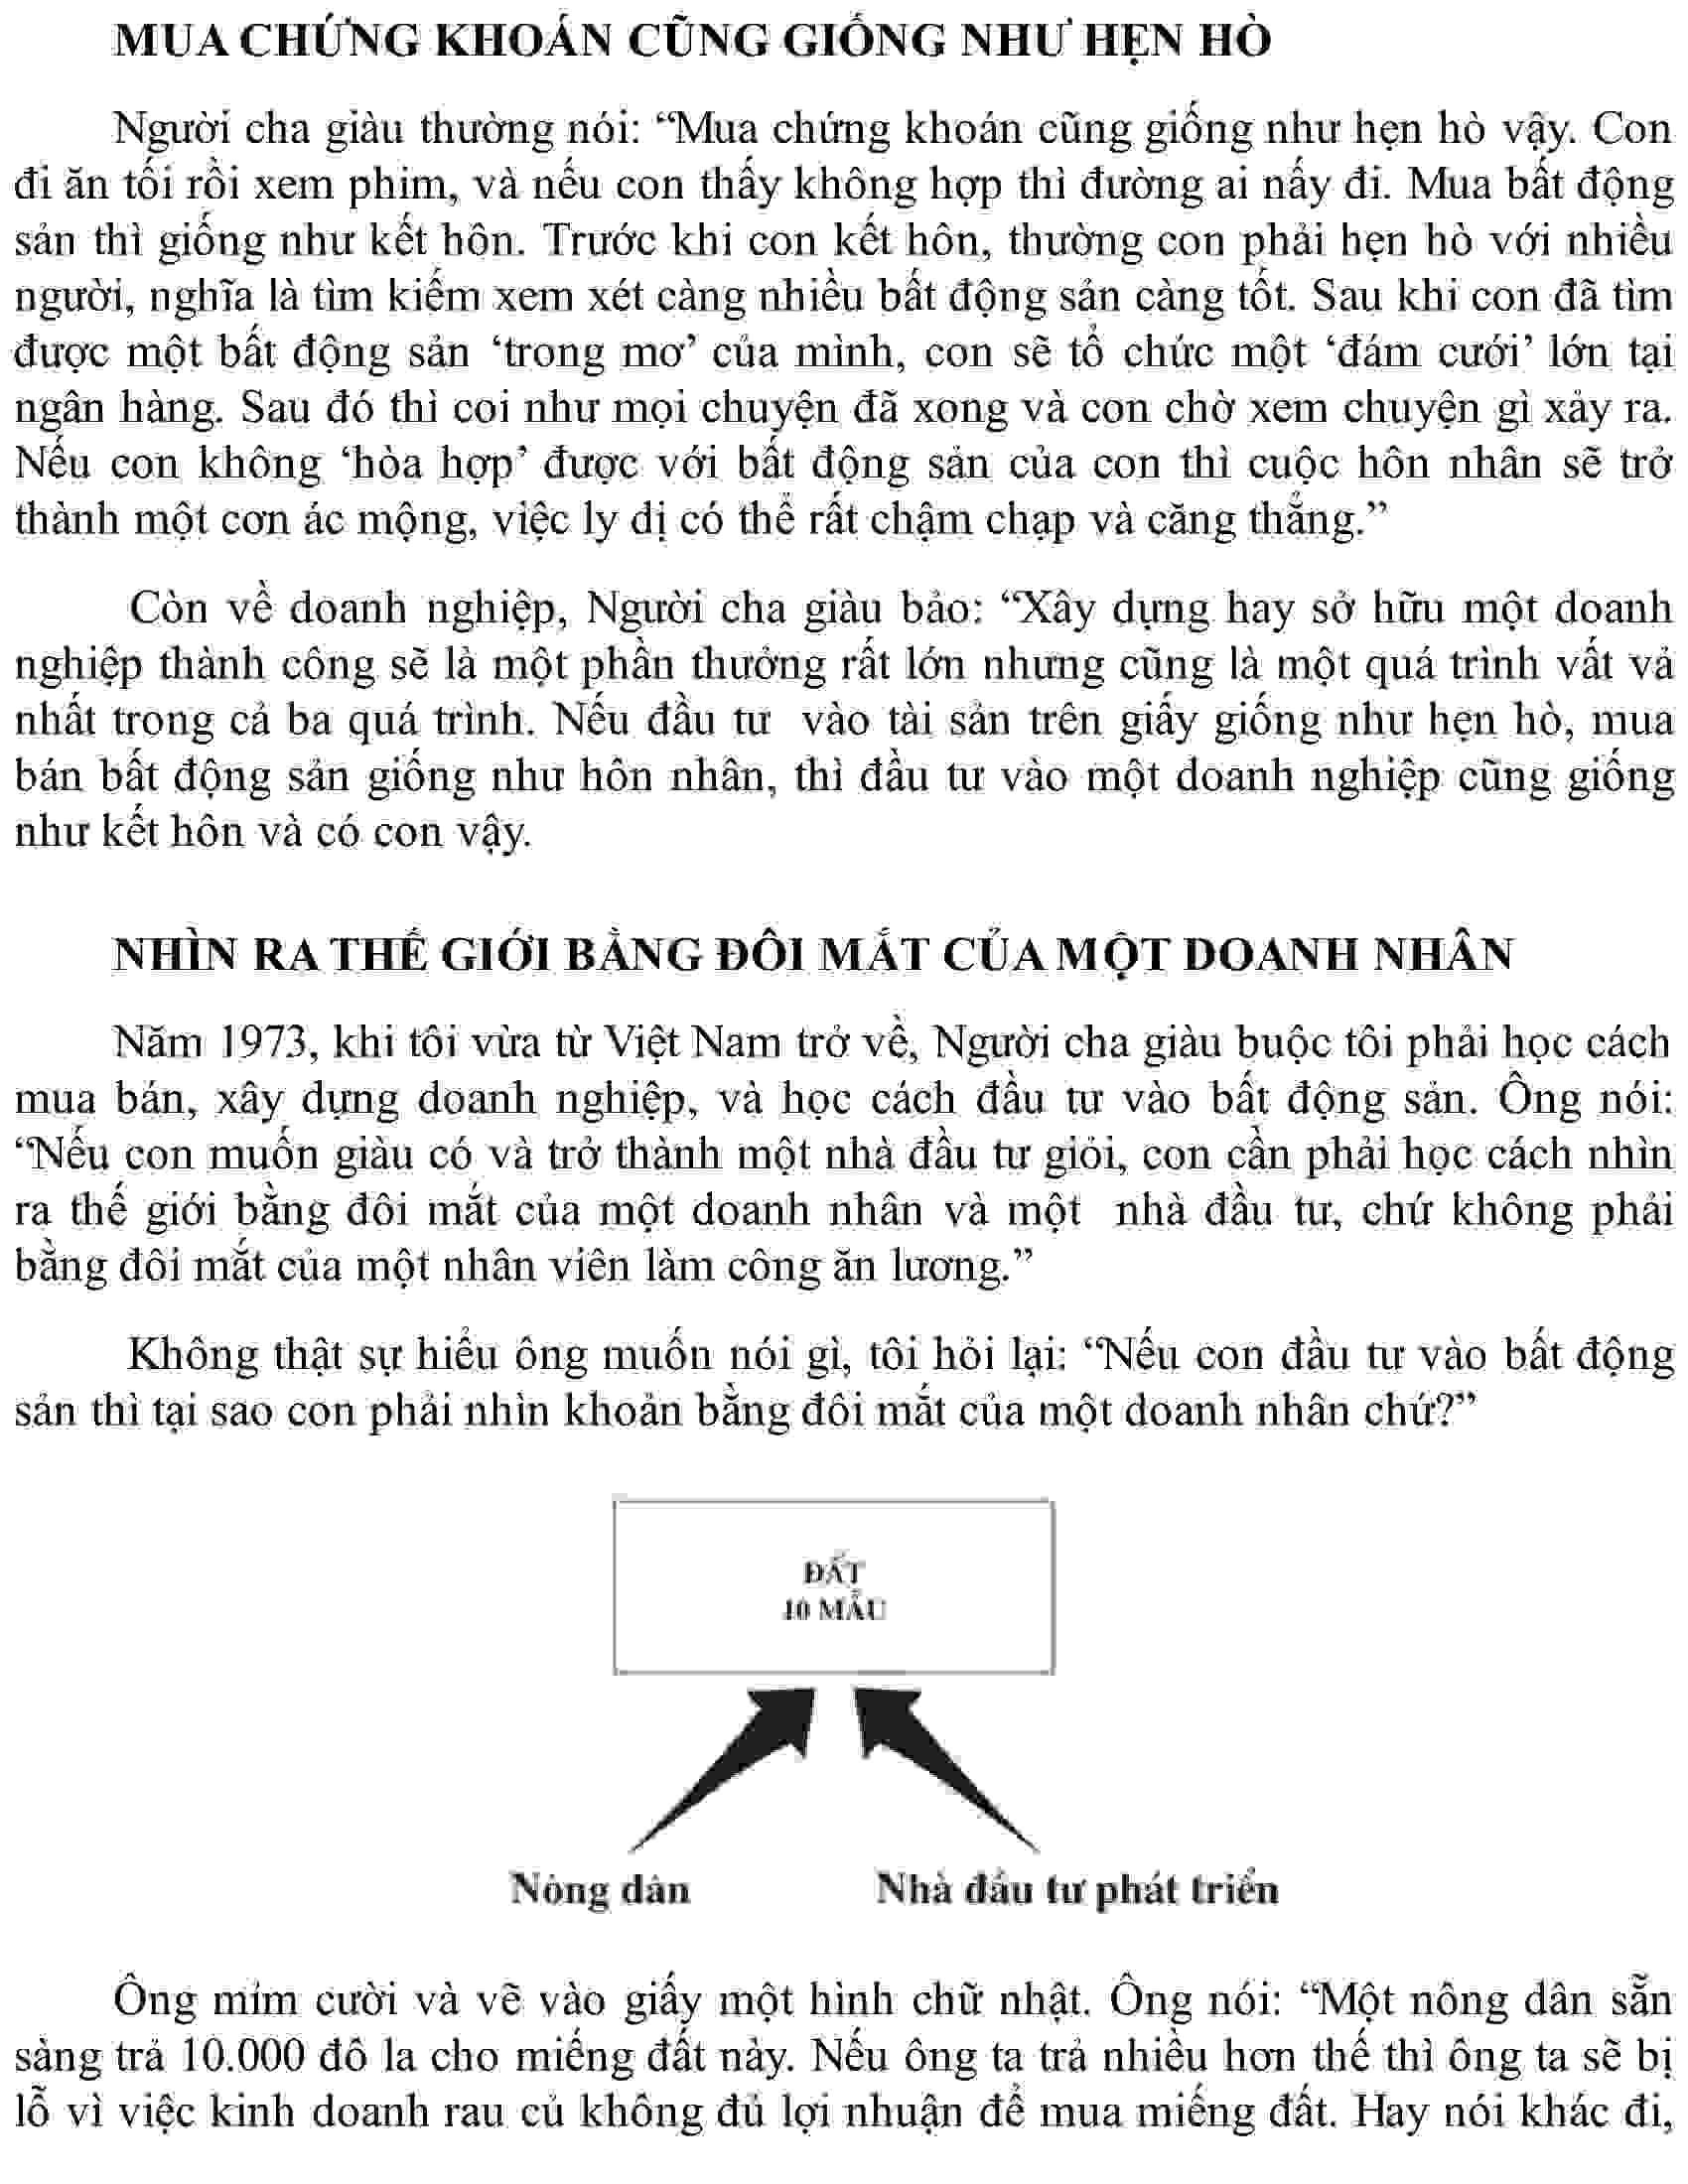 MUA CHỨNG KHOÁN CŨNG GIỐNG NHƯ HẸN HÒ
Người cha giàu thường nói: “Mua chứng khoán cũng giống như hẹn hò vậy. Con
đi ăn tối rồi xem phim, và nếu con thấy không hợp thì đường ai nấy đi. Mua bất động
sản thì giống như kết hôn. Trước khi con kết hôn, thường con phải hẹn hò với nhiều
người, nghĩa là tìm kiếm xem xét càng nhiều bất động sản càng tốt. Sau khi con đã tìm
được một bất động sản ‘trong mơ’ của mình, con sẽ tổ chức một ‘đám cưới’ lớn tại
ngân hàng. Sau đó thì coi như mọi chuyện đã xong và con chờ xem chuyện gì xảy ra.
Nếu con không ‘hòa hợp’ được với bất động sản của con thì cuộc hôn nhân sẽ trở
thành một cơn ác mộng, việc ly dị có thể rất chậm chạp và căng thẳng.”
Còn về doanh nghiệp, Người cha giàu bảo: “Xây dựng hay sở hữu một doanh
nghiệp thành công sẽ là một phần thưởng rất lớn nhưng cũng là một quá trình vất vả
nhất trong cả ba quá trình. Nếu đầu tư vào tài sản trên giấy giống như hẹn hò, mua
bán bất động sản giống như hôn nhân, thì đầu tư vào một doanh nghiệp cũng giống
như kết hôn và có con vậy.
NHÌN RA THẾ GIỚI BẰNG ĐÔI MẮT CỦA MỘT DOANH NHÂN
Năm 1973, khi tôi vừa từ Việt Nam trở về, Người cha giàu buộc tôi phải học cách
mua bán, xây dựng doanh nghiệp, và học cách đầu tư vào bất động sản. Ông nói:
“Nếu con muốn giàu có và trở thành một nhà đầu tư giỏi, con cần phải học cách nhìn
ra thế giới bằng đôi mắt của một doanh nhân và một nhà đầu tư, chứ không phải
bằng đôi mắt của một nhân viên làm công ăn lương.”
Không thật sự hiểu ông muốn nói gì, tôi hỏi lại: “Nếu con đầu tư vào bất động
sản thì tại sao con phải nhìn khoản bằng đôi mắt của một doanh nhân chứ?”
ĐẤT
10 MẪU
Nông dân Nhà đầu tư phát triển
Ông mỉm cười và vẽ vào giấy một hình chữ nhật. Ông nói: “Một nông dân sẵn
sàng trả 10.000 đô la cho miếng đất này. Nếu ông ta trả nhiều hơn thế thì ông ta sẽ bị
lỗ vì việc kinh doanh rau củ không đủ lợi nhuận để mua miếng đất. Hay nói khác đi,